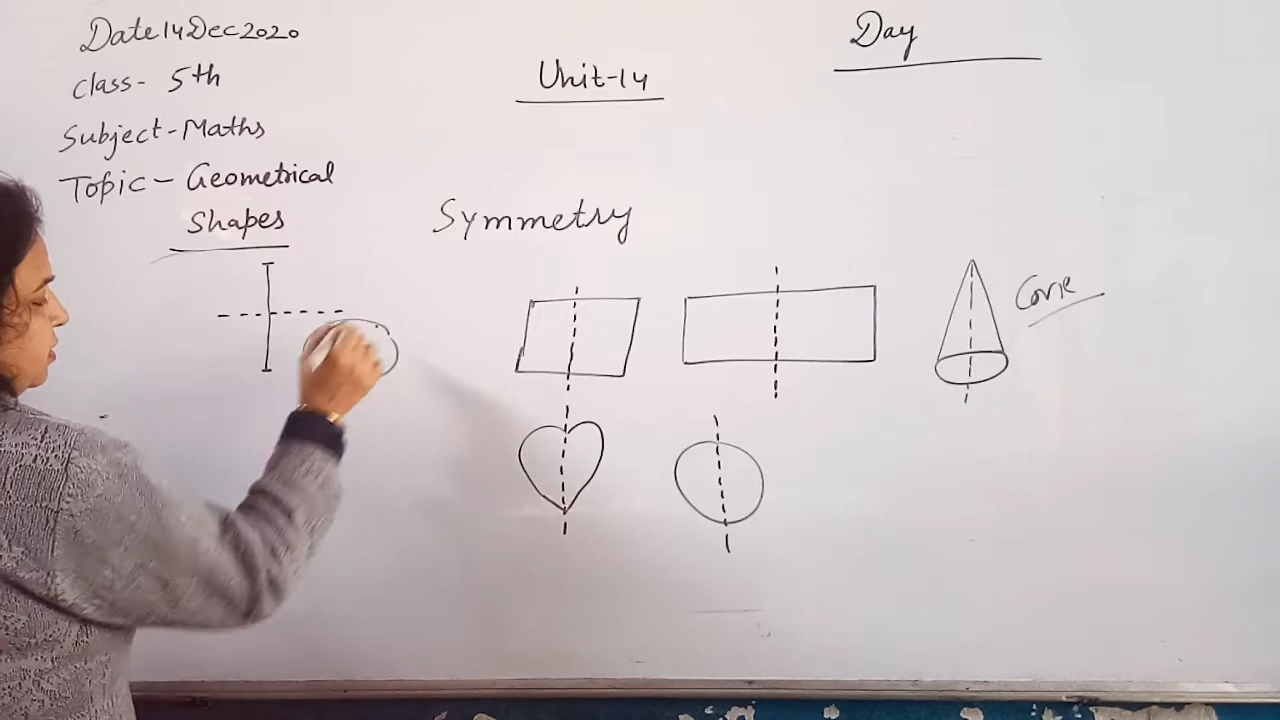 Date 14 Dec 2020
Day
Class- 5th
Unit-14
Subject-Maths
Topic- Geometrical
Shapes
Symmetry
Cone